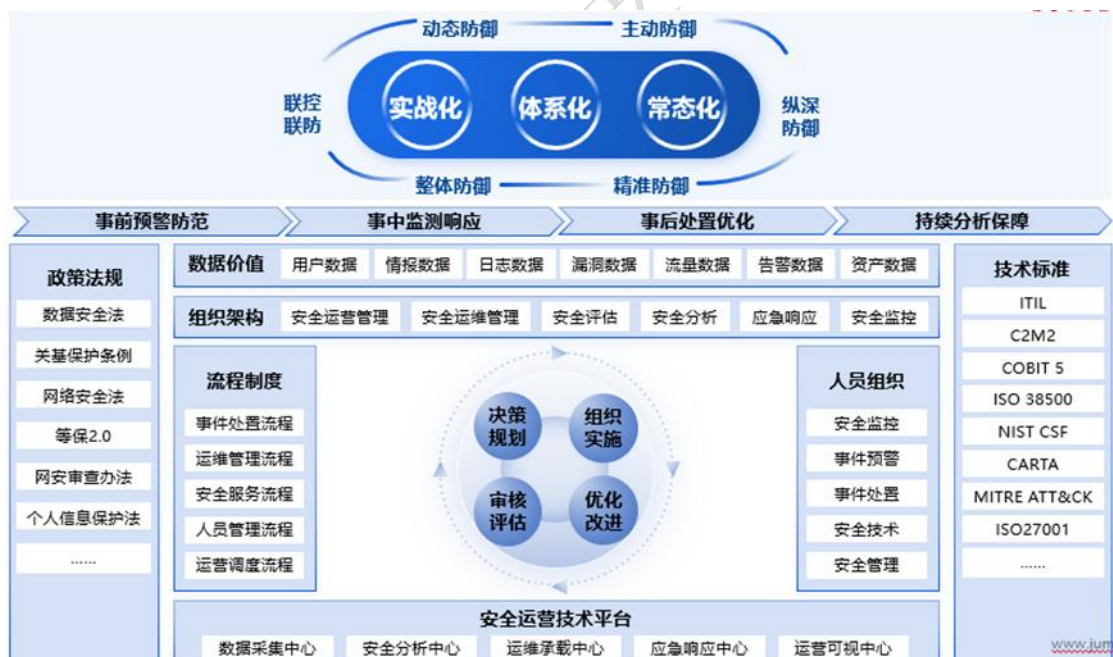 动态防御 主动防御
联控
联防
实战化 体系化 常态化
纵深
防御
整体防御 精准防御
事前预警防范 事中监测响应 事后处置优化 持续分析保障
政策法规
数据安全法
关基保护条例
网络安全法
等保2.0
网安审查办法
个人信息保护法
……
数据价值 用户数据 情报数据 日志数据 漏洞数据 流量数据 告警数据 资产数据
组织架构 安全运营管理 安全运维管理 安全评估 安全分析 应急响应 安全监控
流程制度
事件处置流程
运维管理流程
安全服务流程
人员管理流程
运营调度流程
决策
规划
组织
实施
审核
评估
优化
改进
人员组织
安全监控
事件预警
事件处置
安全技术
安全管理
安全运营技术平台
数据采集中心 安全分析中心 运维承载中心 应急响应中心 运营可视中心
技术标准
ITIL
C2M2
COBIT 5
ISO 38500
NIST CSF
CARTA
MITRE ATT&CK
ISO27001
……
www.jum